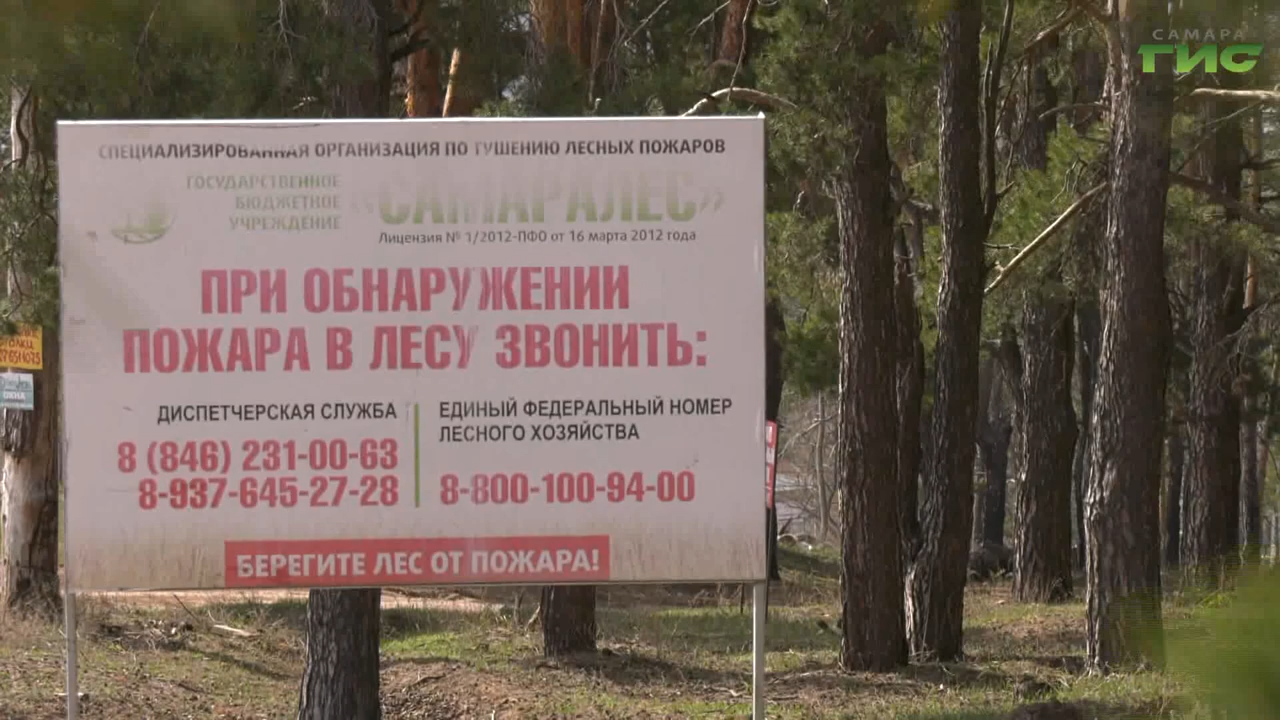 САМАРА
ГИС
СПЕЦИАЛИЗИРОВАННАЯ ОРГАНИЗАЦИЯ ПО ТУШЕНИЮ ЛЕСНЫХ ПОЖАРОВ
ГОСУДАРСТВЕННОЕ
БЮДЖЕТНОЕ
УЧРЕЖДЕНИЕ
«САМАРАЛЕС»
Лицензия № 1/2012-ПФО от 16 марта 2012 года
ПРИ ОБНАРУЖЕНИИ
ПОЖАРА В ЛЕСУ ЗВОНИТЬ:
ДИСПЕТЧЕРСКАЯ СЛУЖБА
8 (846) 231-00-63
8-937-645-27-28
ЕДИНЫЙ ФЕДЕРАЛЬНЫЙ НОМЕР
ЛЕСНОГО ХОЗЯЙСТВА
8-800-100-94-00
БЕРЕГИТЕ ЛЕС ОТ ПОЖАРА!
ОКНА